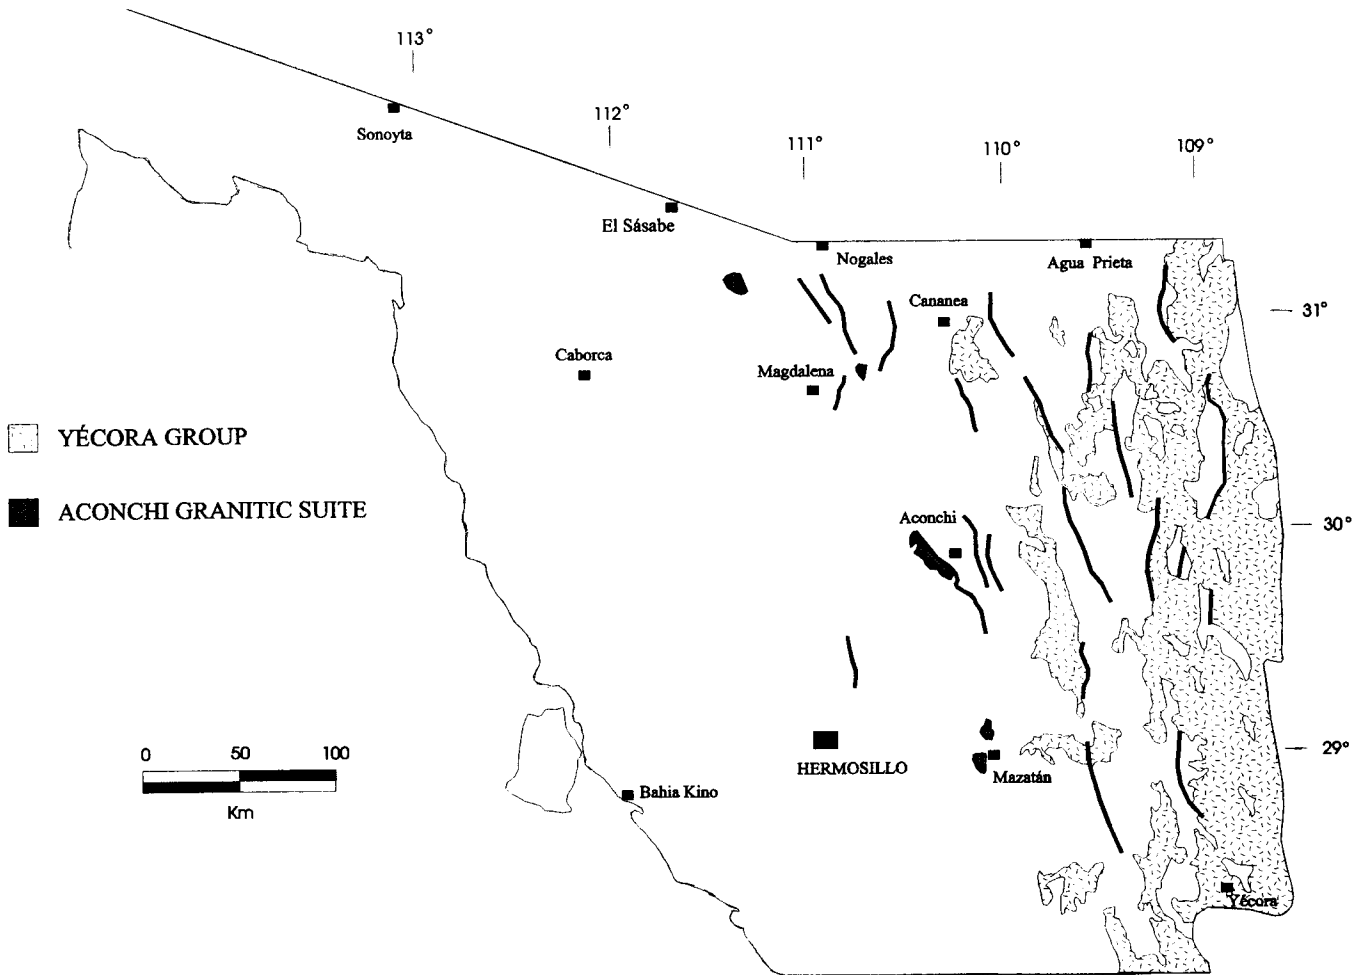 113°
Sonoyta
112°
111°
110°
109°
El Sásabe
Nogales
Agua Prieta
Cananea
31°
Caborca
Magdalena
YÉCORA GROUP
ACONCHI GRANITIC SUITE
Aconchi
30°
0 50 100
Km
HERMOSILLO
29°
Mazatán
Bahia Kino
Yécora